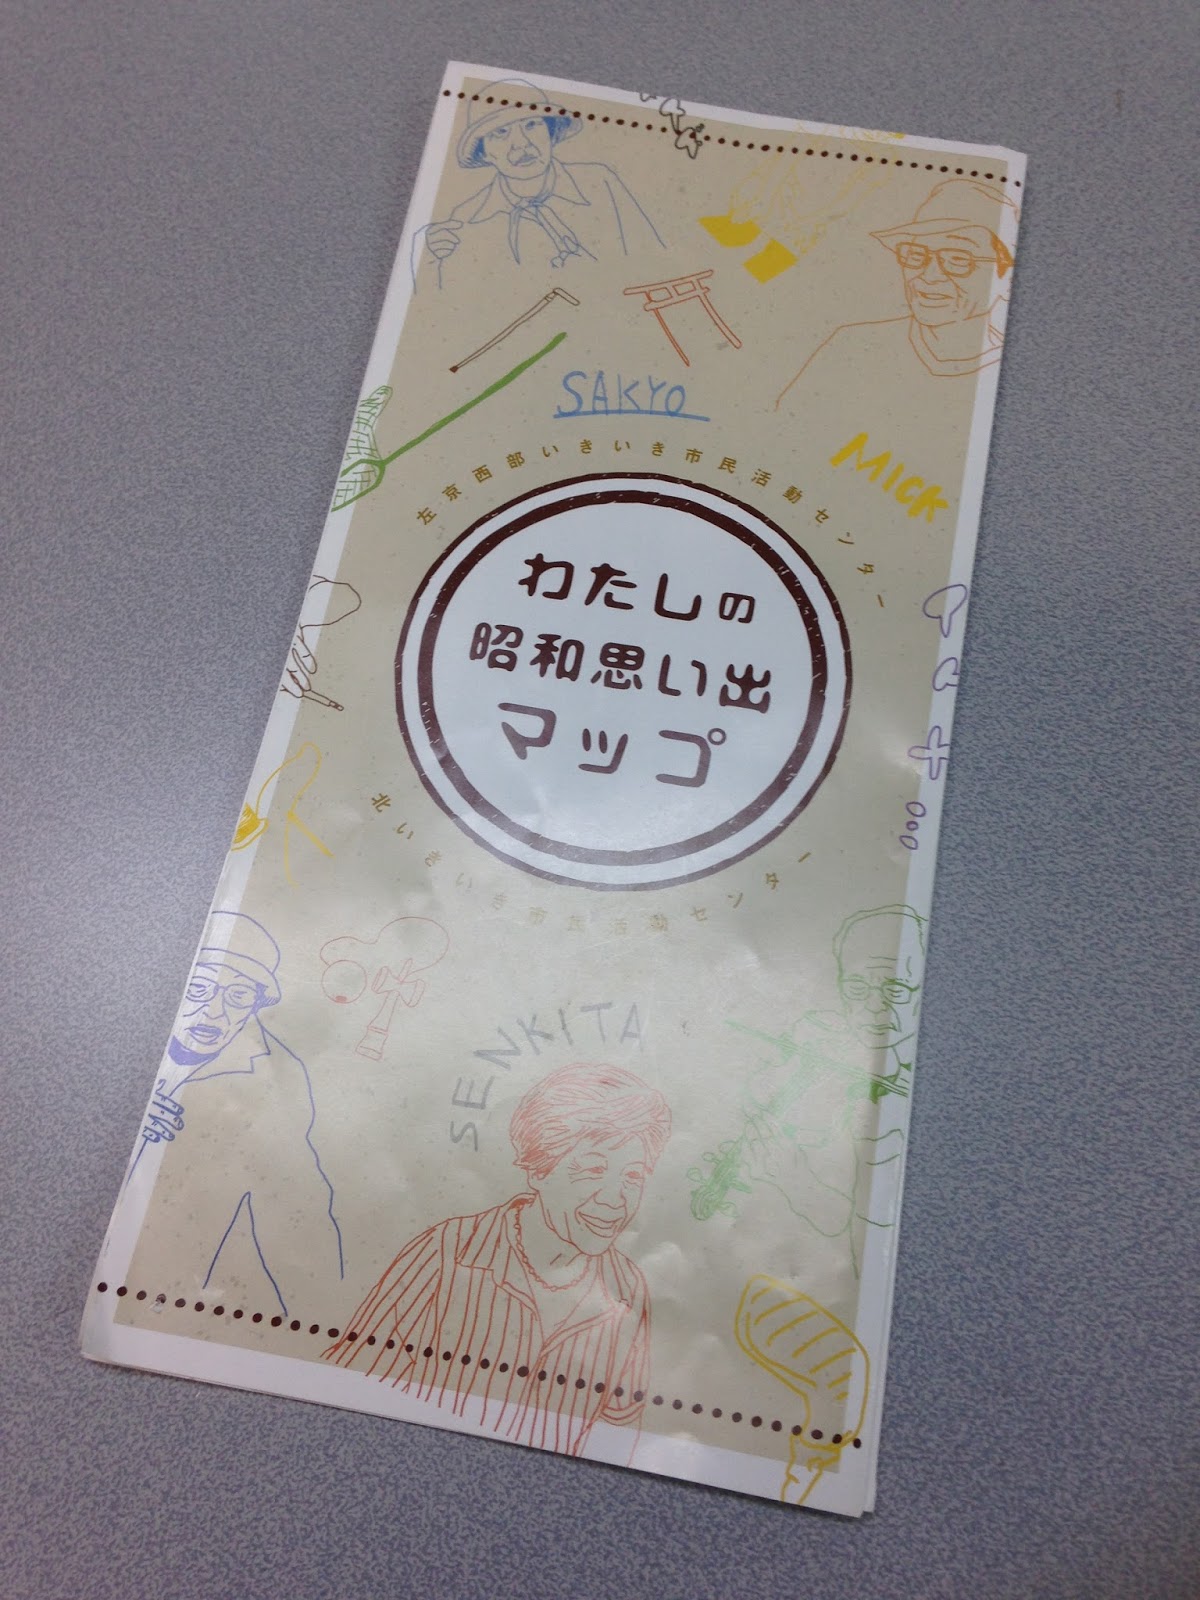 SAKYO
MICK
左京西部いきいき市民活動センター
わたしの
昭和思い出
マップ
北いきいき市民活動センター
SENKITA